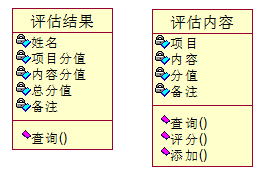 评估结果
姓名
项目分值
内容分值
总分值
备注
查询()
评估内容
项目
内容
分值
备注
查询()
评分()
添加()